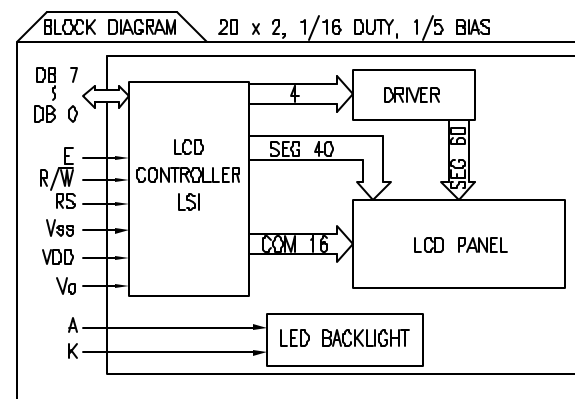 BLOCK DIAGRAM 20 x 2, 1/16 DUTY, 1/5 BIAS
DB 7
~
DB 0
E
R/W̅
RS
Vss
VDD
Vo
A
K
LCD
CONTROLLER
LSI
4
DRIVER
SEG 40
SEG 60
COM 16
LCD PANEL
LED BACKLIGHT